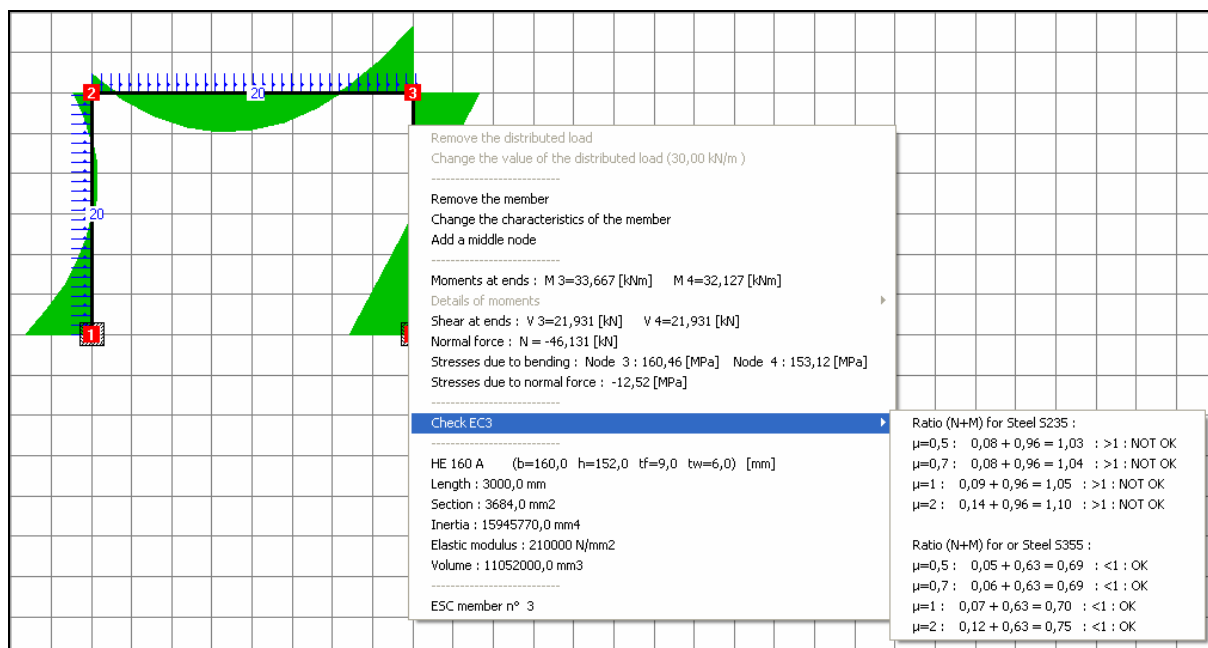 2
20
3
20
1
Remove the distributed load
Change the value of the distributed load (30,00 kN/m )
----------------------------
Remove the member
Change the characteristics of the member
Add a middle node
----------------------------
Moments at ends : M 3=33,667 [kNm] M 4=32,127 [kNm]
Details of moments
Shear at ends : V 3=21,931 [kN] V 4=21,931 [kN]
Normal force : N = -46,131 [kN]
Stresses due to bending : Node 3 : 160,46 [MPa] Node 4 : 153,12 [MPa]
Stresses due to normal force : -12,52 [MPa]
----------------------------
Check EC3
----------------------------
HE 160 A (b=160,0 h=152,0 tf=9,0 tw=6,0) [mm]
Length : 3000,0 mm
Section : 3684,0 mm2
Inertia : 15945770,0 mm4
Elastic modulus : 210000 N/mm2
Volume : 11052000,0 mm3
----------------------------
ESC member n° 3
Ratio (N+M) for Steel S235 :
µ=0,5 : 0,08 + 0,96 = 1,03 : >1 : NOT OK
µ=0,7 : 0,08 + 0,96 = 1,04 : >1 : NOT OK
µ=1 : 0,09 + 0,96 = 1,05 : >1 : NOT OK
µ=2 : 0,14 + 0,96 = 1,10 : >1 : NOT OK
Ratio (N+M) for or Steel S355 :
µ=0,5 : 0,05 + 0,63 = 0,69 : <1 : OK
µ=0,7 : 0,06 + 0,63 = 0,69 : <1 : OK
µ=1 : 0,07 + 0,63 = 0,70 : <1 : OK
µ=2 : 0,12 + 0,63 = 0,75 : <1 : OK